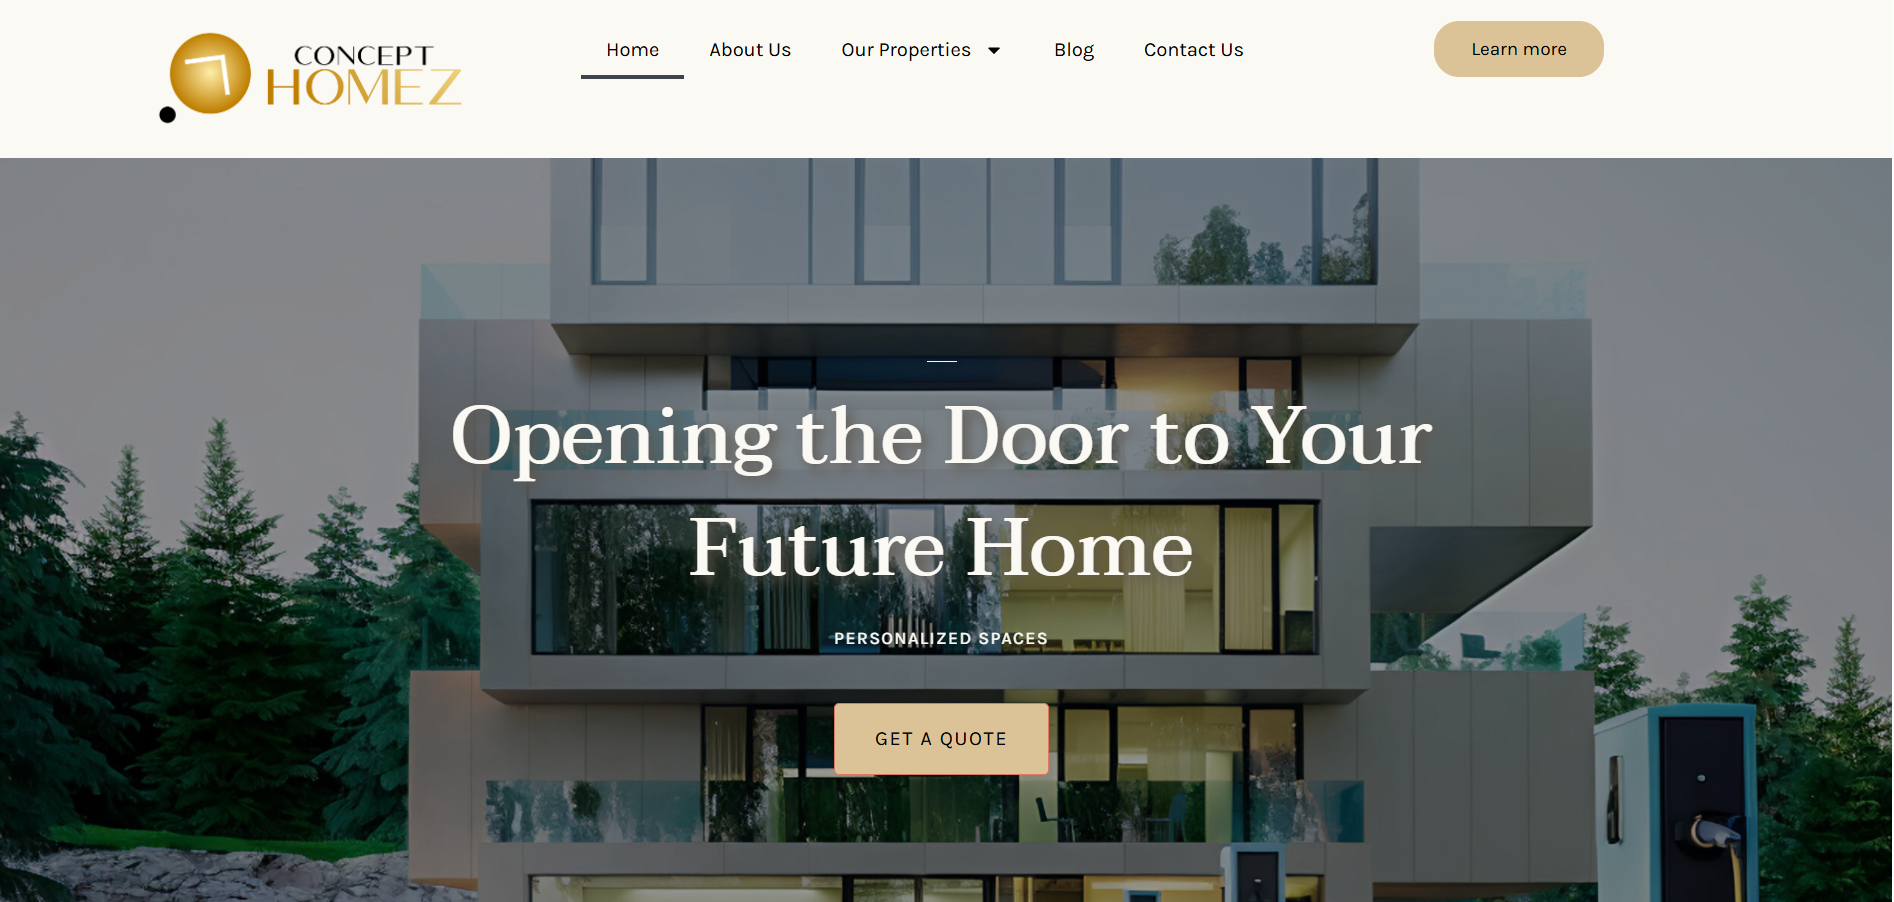 CONCEPT
HOMEZ
Home
About Us
Our Properties
Blog
Contact Us
Learn more
Opening the Door to Your
Future Home
PERSONALIZED SPACES
GET A QUOTE